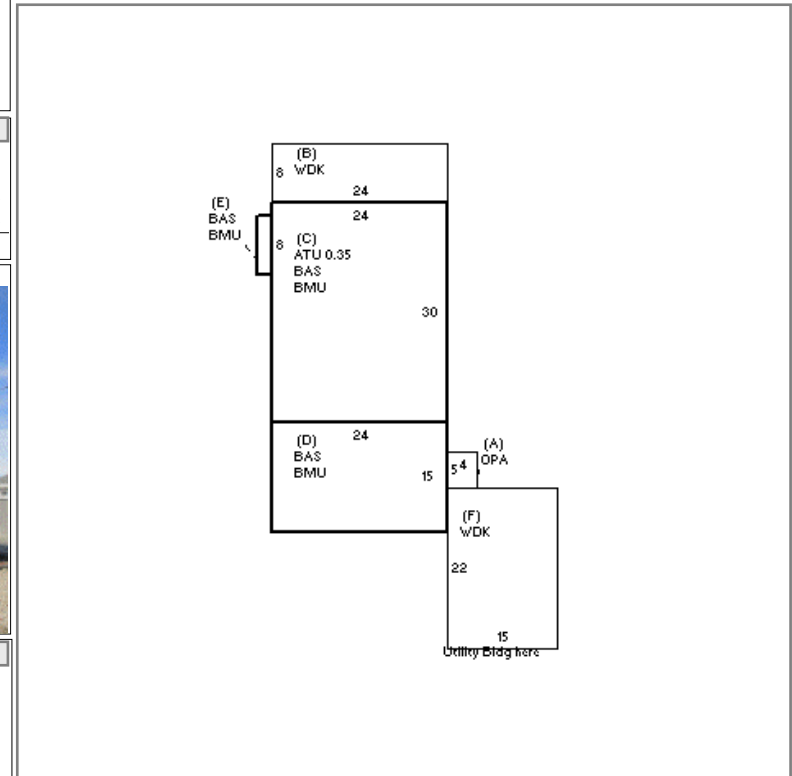 (B)
8 WDK
24
(E)
BAS
BMU
24
8 (C)
ATU 0.35
BAS
BMU
30
(D)
BAS
BMU
24
15
(A)
OPA
5 4
(F)
WDK
22
15
Utility Bldg here